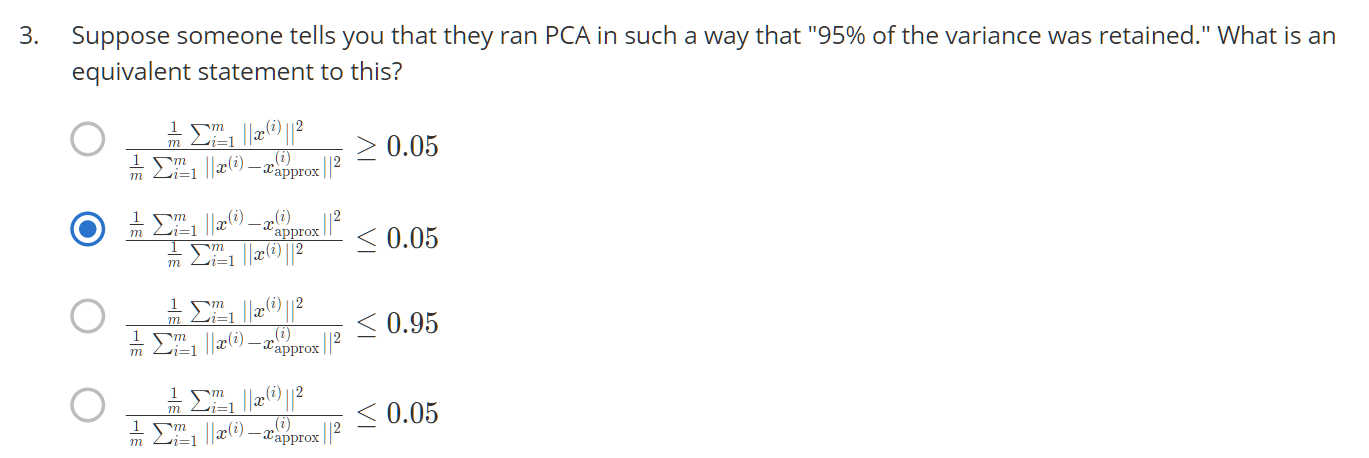 3. Suppose someone tells you that they ran PCA in such a way that "95% of the variance was retained." What is an
equivalent statement to this?
\frac{\frac{1}{m} \sum_{i=1}^{m} ||x^{(i)}||^2}{\frac{1}{m} \sum_{i=1}^{m} ||x^{(i)} - x_{\text{approx}}^{(i)}||^2} \geq 0.05
\frac{\frac{1}{m} \sum_{i=1}^{m} ||x^{(i)} - x_{\text{approx}}^{(i)}||^2}{\frac{1}{m} \sum_{i=1}^{m} ||x^{(i)}||^2} \leq 0.05
\frac{\frac{1}{m} \sum_{i=1}^{m} ||x^{(i)}||^2}{\frac{1}{m} \sum_{i=1}^{m} ||x^{(i)} - x_{\text{approx}}^{(i)}||^2} \leq 0.95
\frac{\frac{1}{m} \sum_{i=1}^{m} ||x^{(i)}||^2}{\frac{1}{m} \sum_{i=1}^{m} ||x^{(i)} - x_{\text{approx}}^{(i)}||^2} \leq 0.05